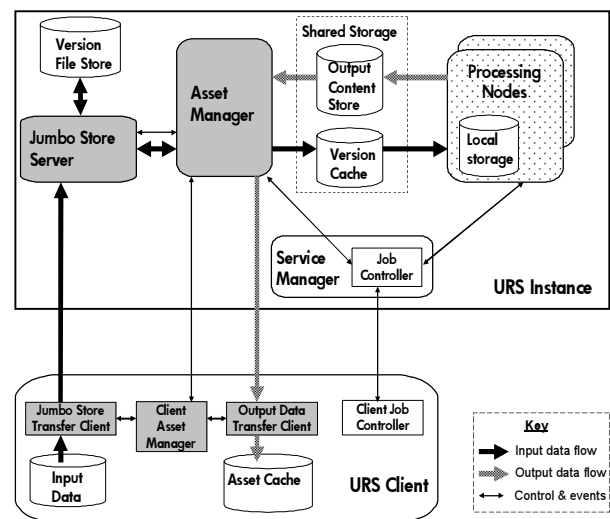 Version
File Store
Jumbo Store
Server
Asset
Manager
Shared Storage
Output
Content
Store
Version
Cache
Processing
Nodes
Local
storage
Service
Manager
Job
Controller
URS Instance
Jumbo Store
Transfer Client
Client
Asset
Manager
Output Data
Transfer Client
Client Job
Controller
Input
Data
Asset Cache
URS Client
Key
Input data flow
Output data flow
Control & events